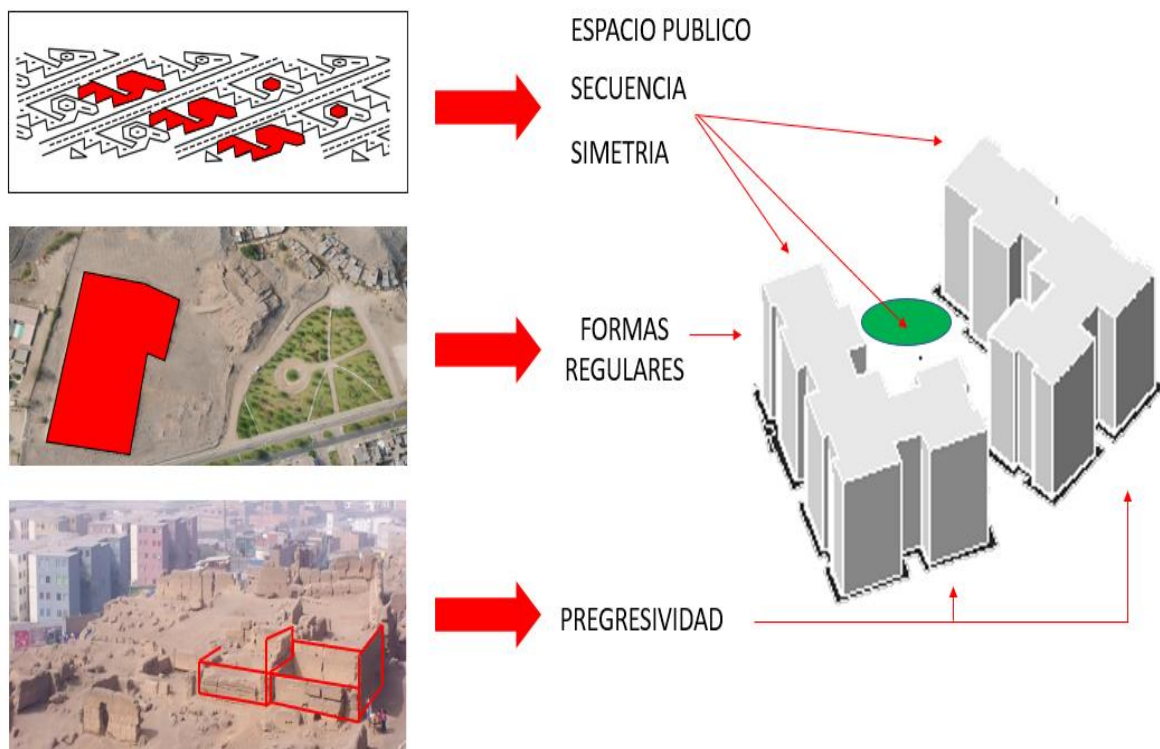 ESPACIO PUBLICO
SECUENCIA
SIMETRIA
FORMAS
REGULARES
PREGRESIVIDAD